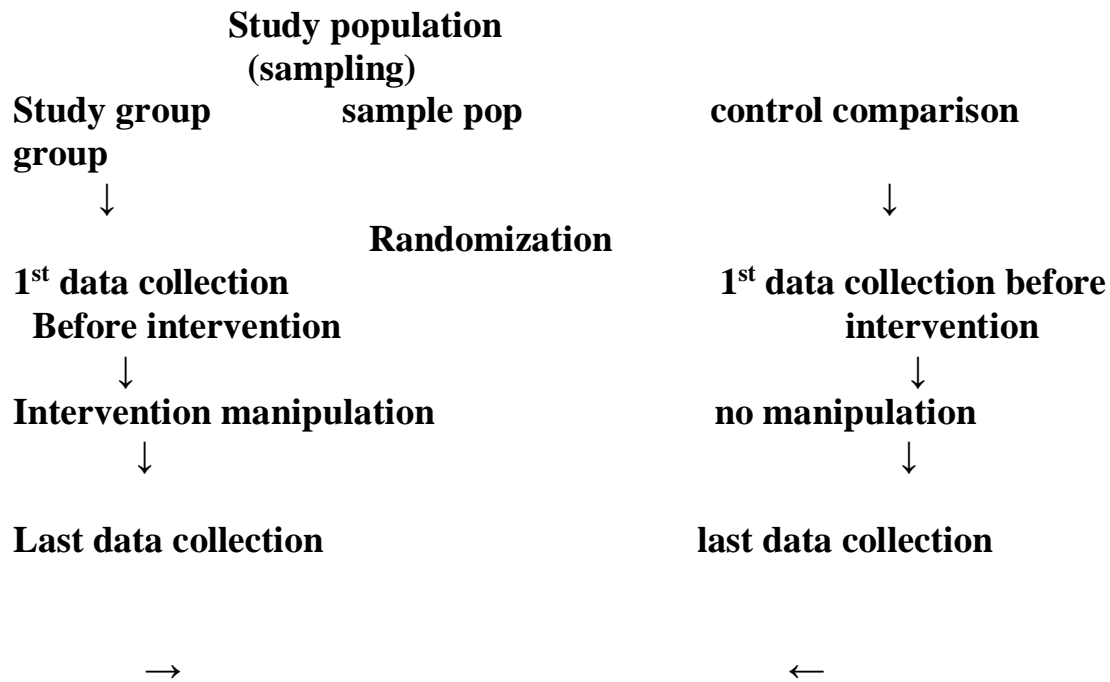 Study population
(sampling)
Study group sample pop control comparison
group
↓ ↓
Randomization
1st data collection 1st data collection before
Before intervention intervention
↓ ↓
Intervention manipulation no manipulation
↓ ↓
Last data collection last data collection
→ ←